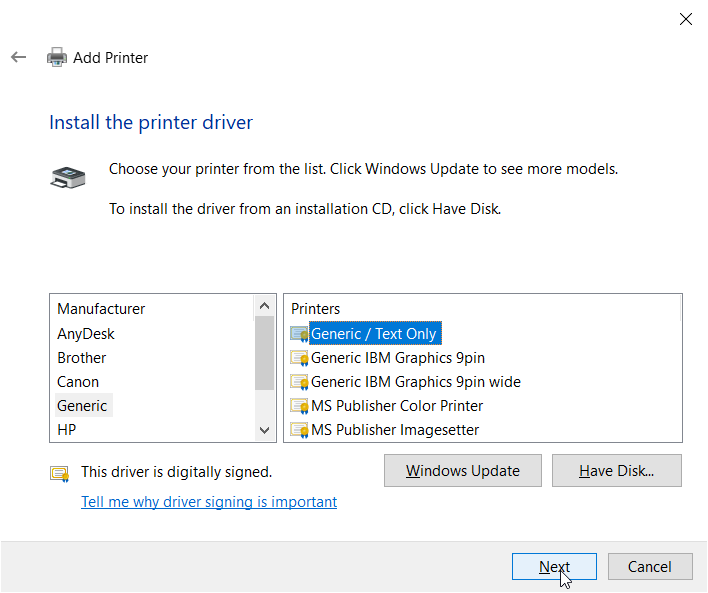 Add Printer
Install the printer driver
Choose your printer from the list. Click Windows Update to see more models.
To install the driver from an installation CD, click Have Disk.
Manufacturer
AnyDesk
Brother
Canon
Generic
HP
Printers
Generic / Text Only
Generic IBM Graphics 9pin
Generic IBM Graphics 9pin wide
MS Publisher Color Printer
MS Publisher Imagesetter
This driver is digitally signed.
Tell me why driver signing is important
Windows Update
Have Disk...
Next
Cancel